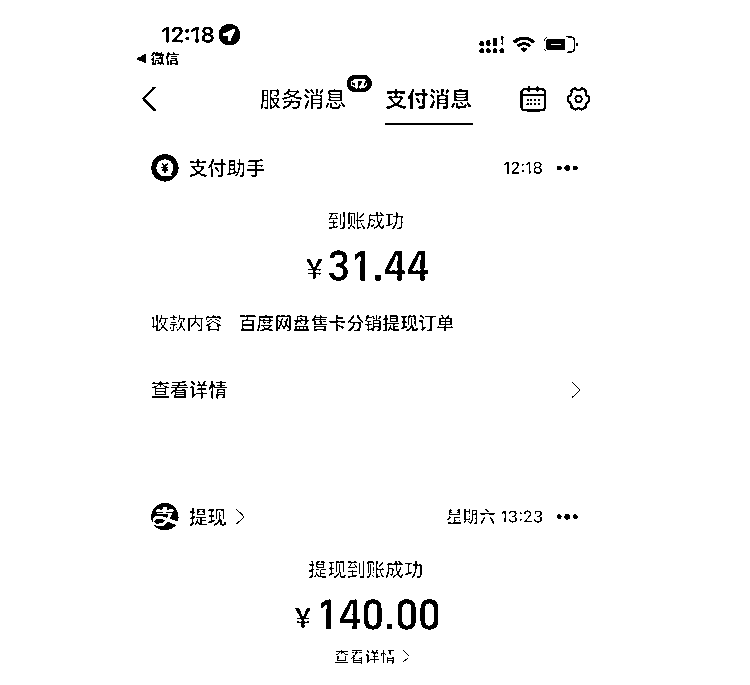 12:18
微信
服务消息 支付消息
支付助手 12:18
到账成功
¥31.44
收款内容 百度网盘售卡分销提现订单
查看详情
提现 星期六 13:23
提现到账成功
¥140.00
查看详情